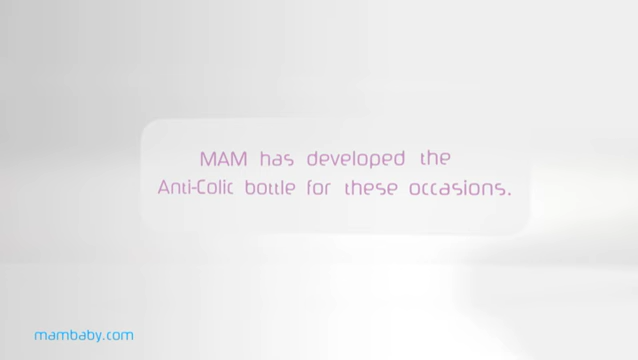 MAM has developed the
Anti-Colic bottle for these occasions.
mambaby.com